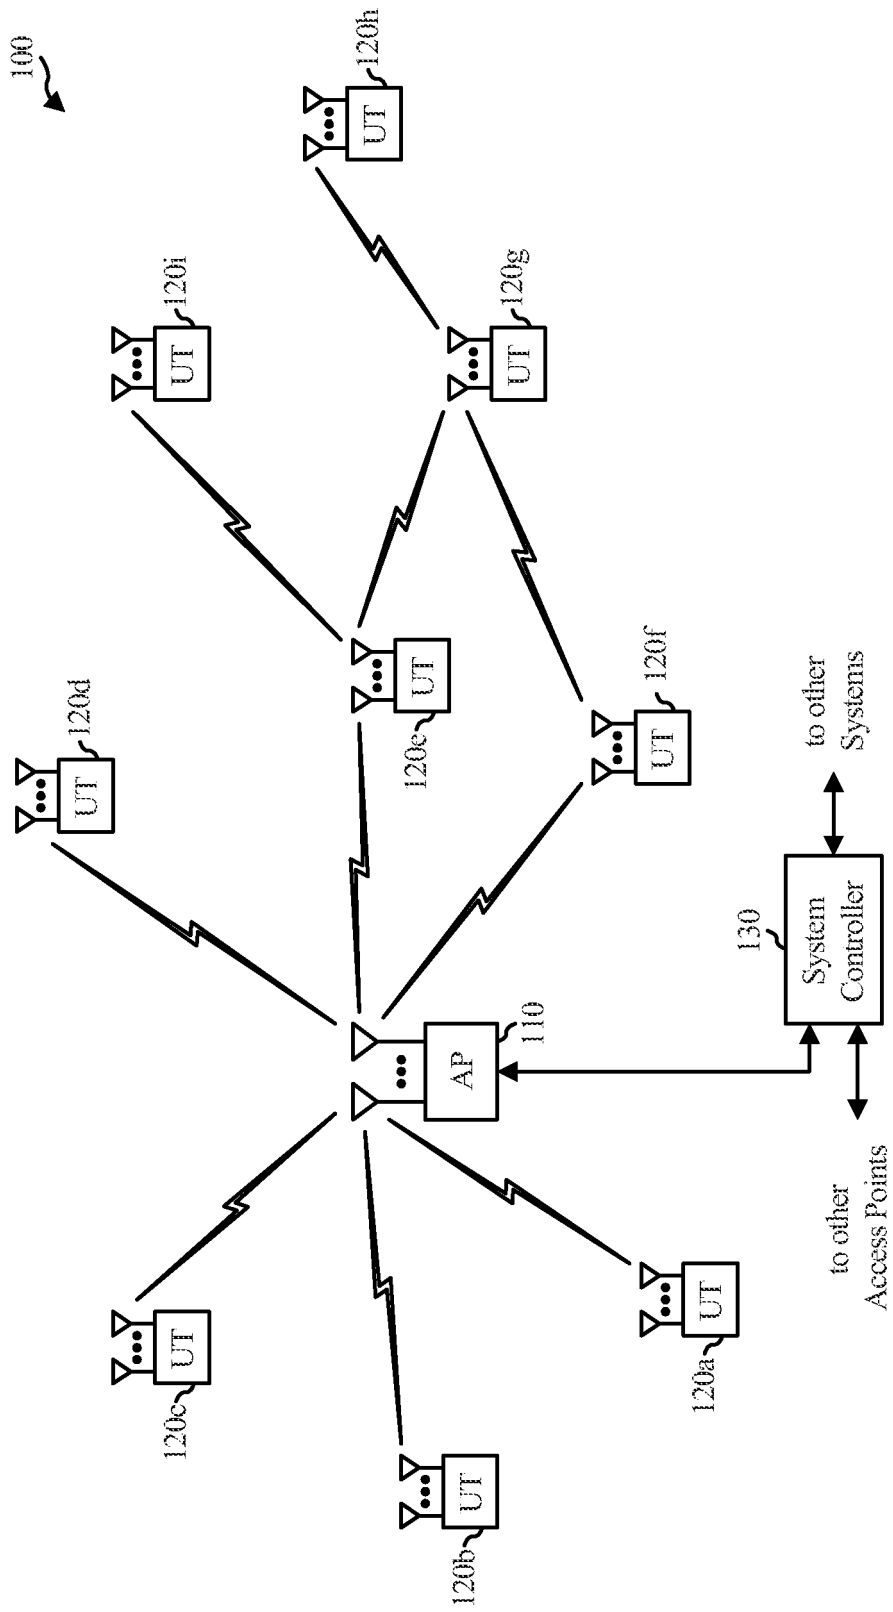 100
120d
UT
120i
UT
UT
120c
120h
UT
UT
120e
AP
110
UT
120b
120g
UT
120f
UT
UT
120a
130
System
Controller
to other
Systems
to other
Access Points